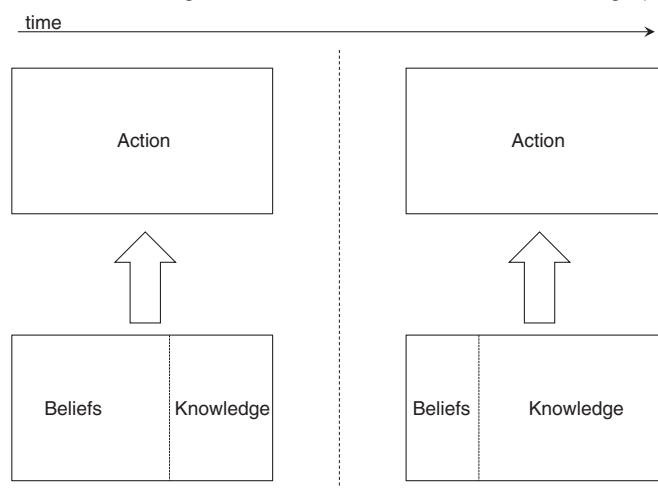 time
Action
Action
Beliefs
Knowledge
Beliefs
Knowledge